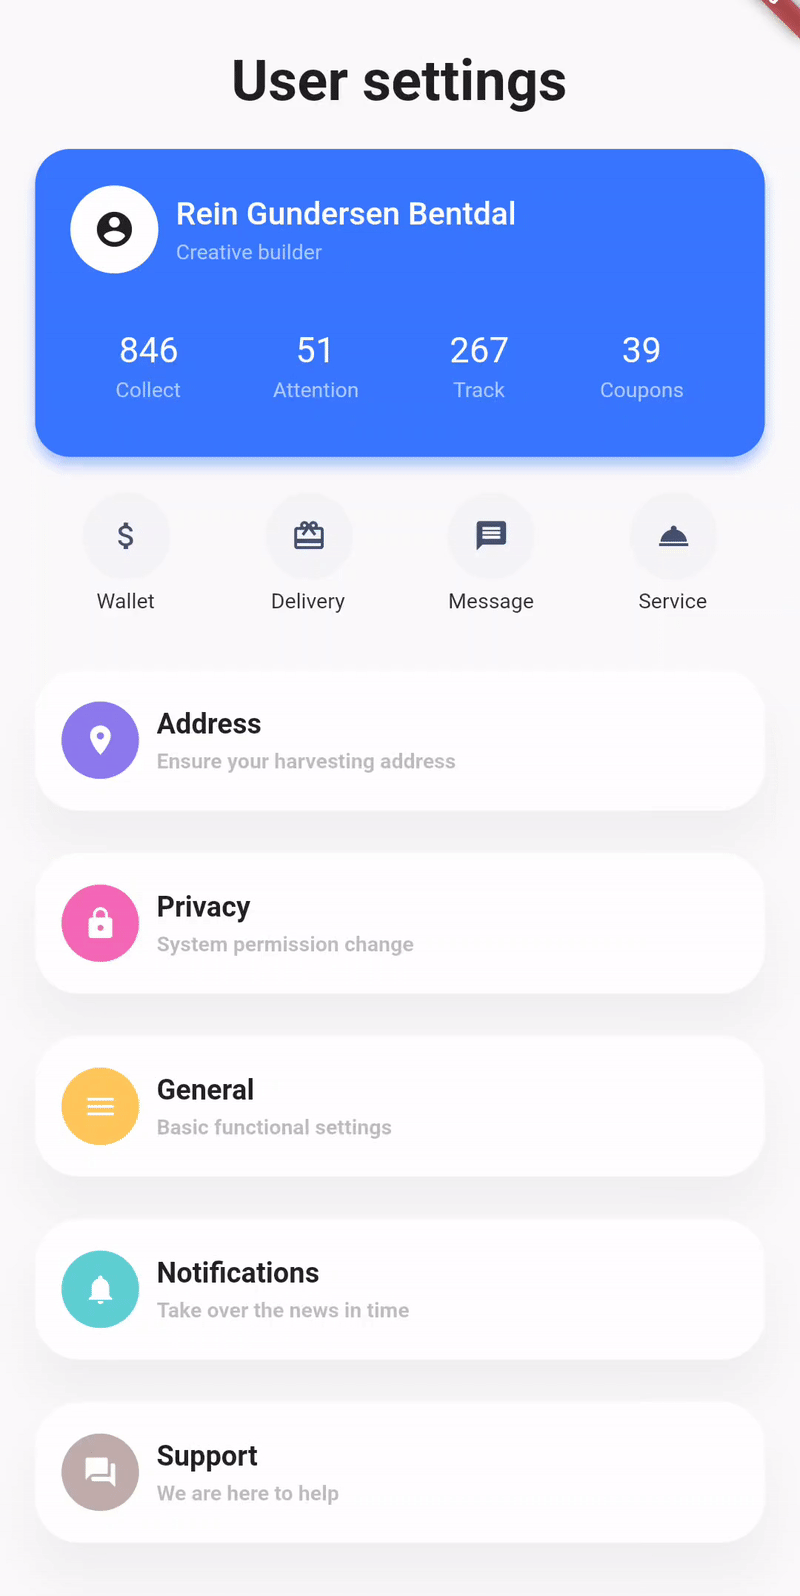 User settings
Rein Gundersen Bentdal
Creative builder
846 51 267 39
Collect Attention Track Coupons
Wallet Delivery Message Service
Address
Ensure your harvesting address
Privacy
System permission change
General
Basic functional settings
Notifications
Take over the news in time
Support
We are here to help